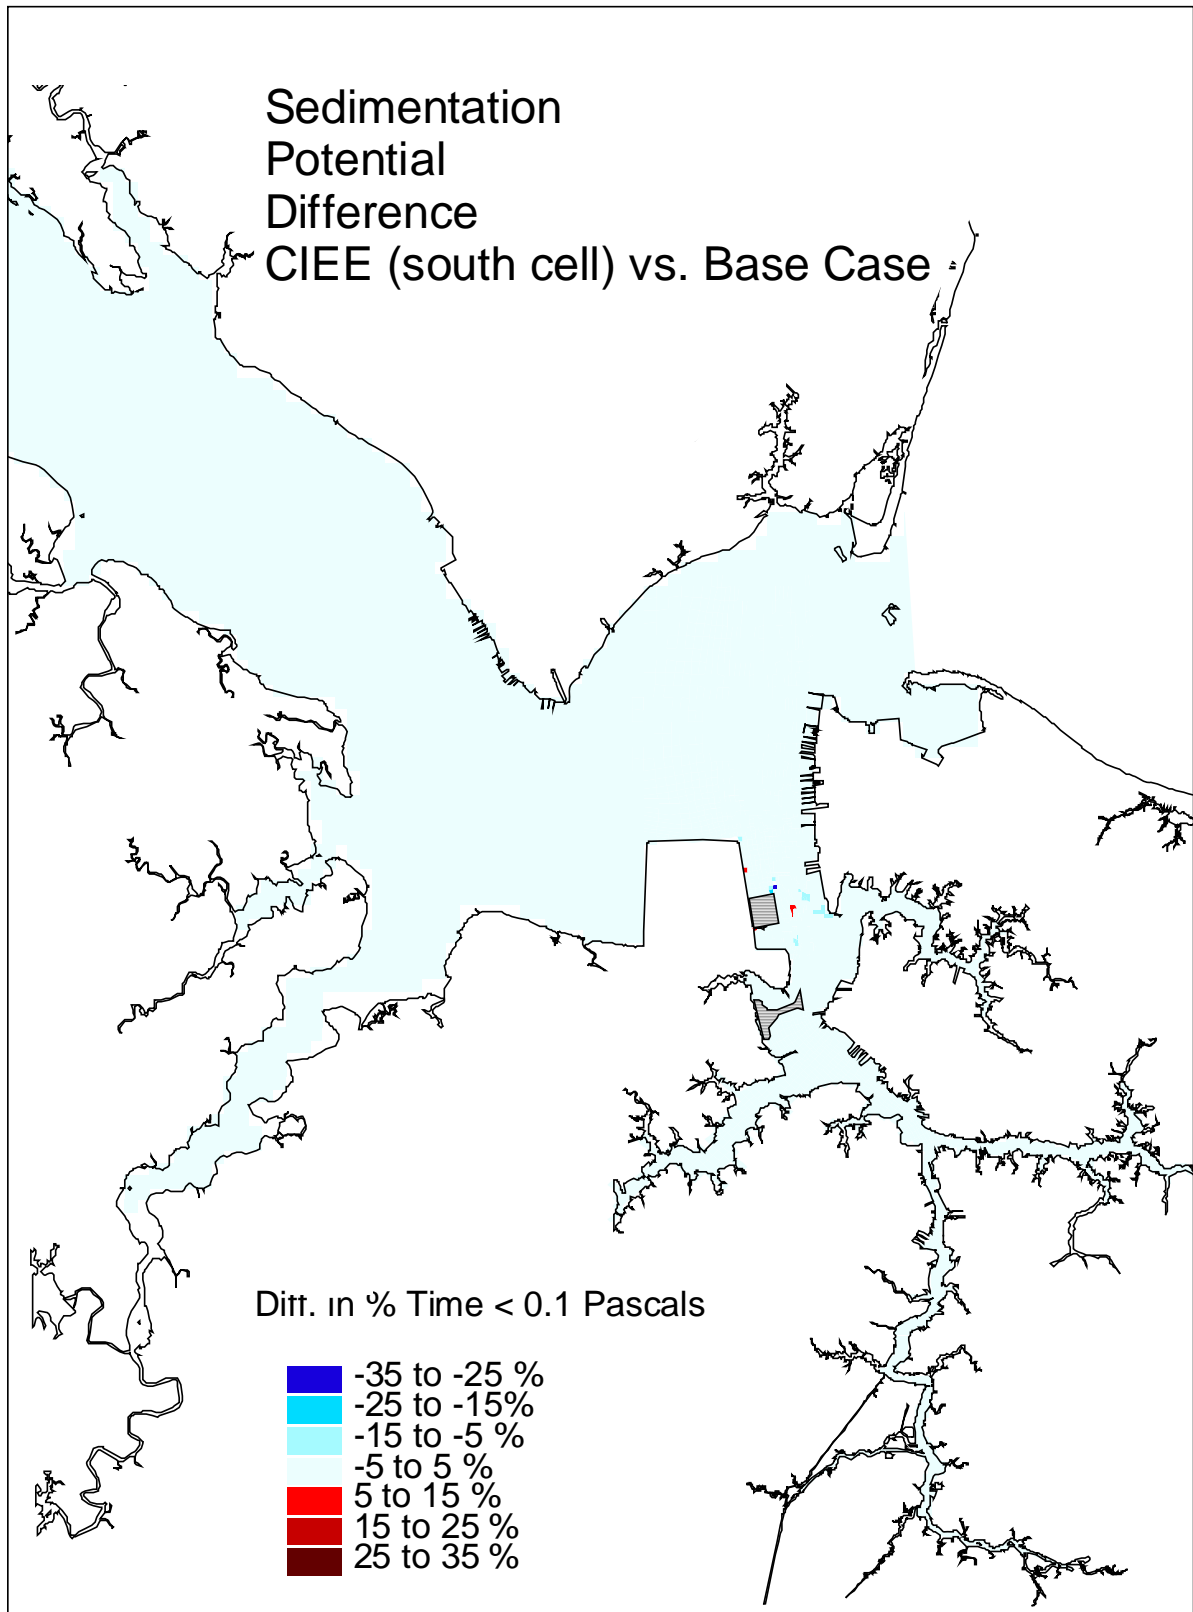 Sedimentation
Potential
Difference
CIEE (south cell) vs. Base Case
Diff. in % Time < 0.1 Pascals
-35 to -25 %
-25 to -15%
-15 to -5 %
-5 to 5 %
5 to 15 %
15 to 25 %
25 to 35 %